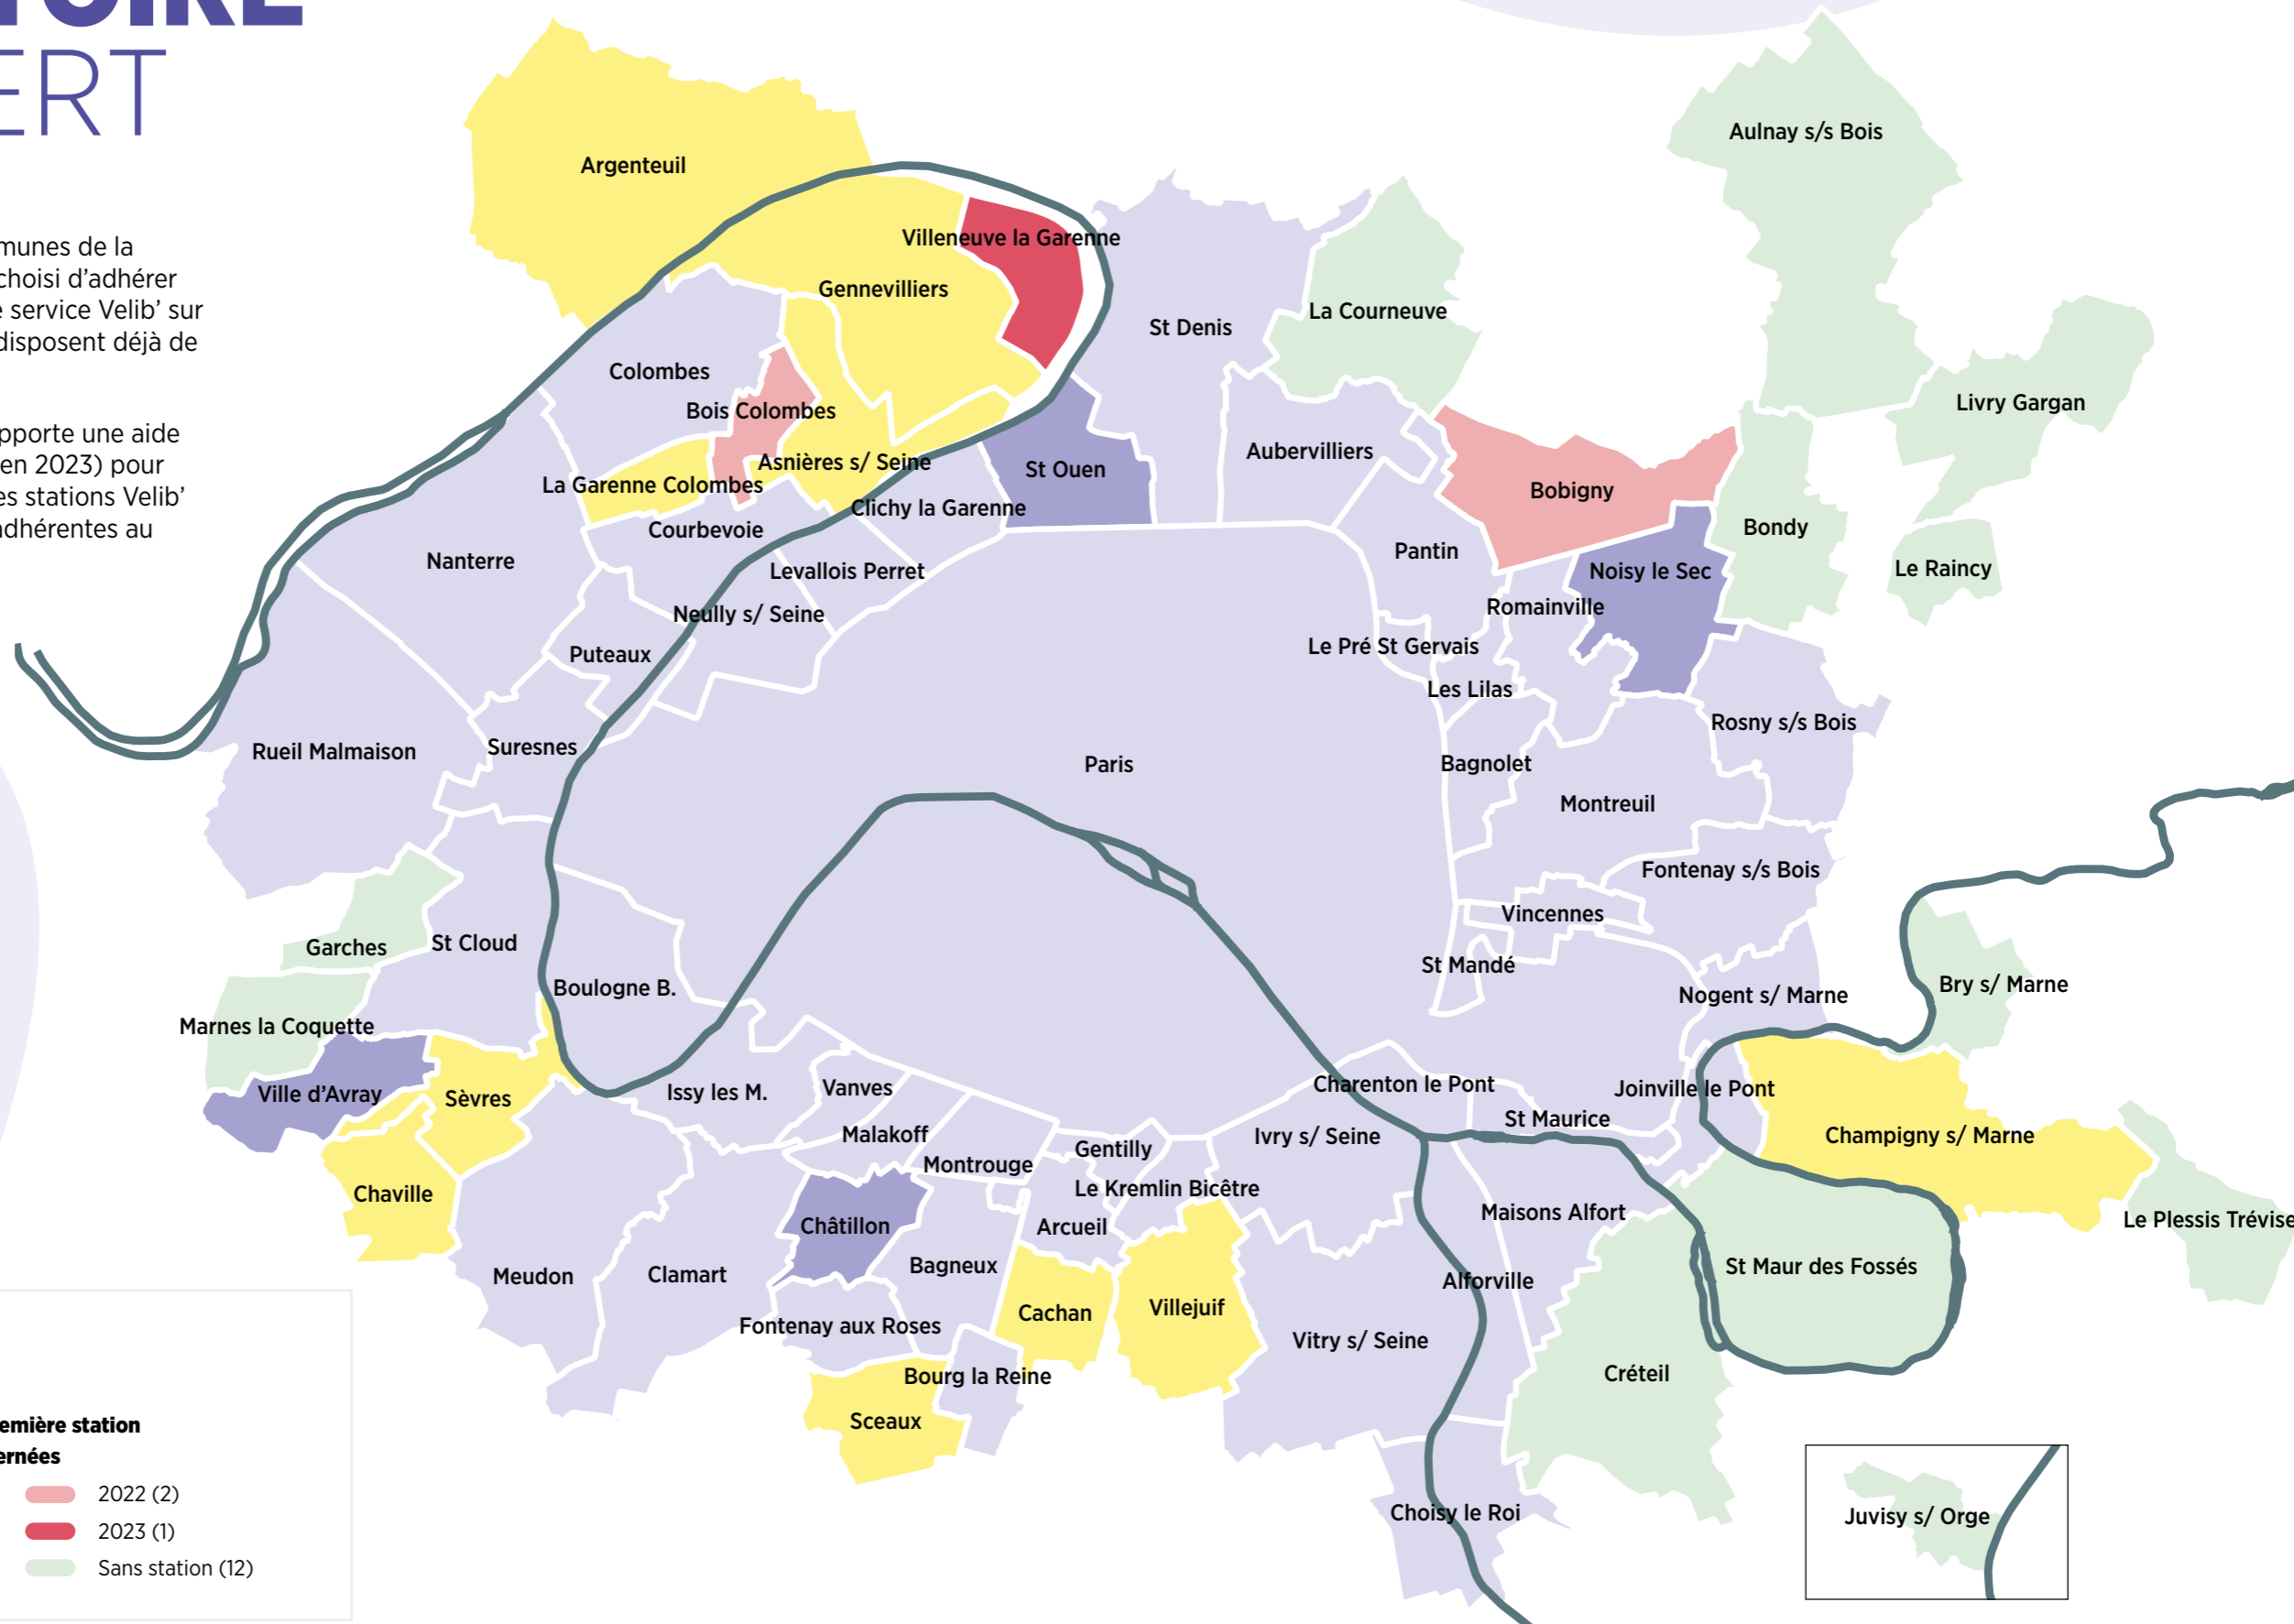 ERT
munes de la
choisi d'adhérer
service Velib' sur
disposent déjà de
pporte une aide
en 2023) pour
es stations Velib'
adhérentes au
Argenteuil
Aulnay s/s Bois
Villeneuve la Garenne
Gennevilliers
La Courneuve
St Denis
Colombes
Livry Gargan
Bois Colombes
Aubervilliers
Asnières s/ Seine
St Ouen
La Garenne Colombes
Bobigny
Clichy la Garenne
Courbevoie
Bondy
Pantin
Nanterre
Levallois Perret
Noisy le Sec
Le Raincy
Romainville
Neully s/ Seine
Le Pré St Gervais
Puteaux
Les Lilas
Rosny s/s Bois
Suresnes
Rueil Malmaison
Paris
Bagnolet
Montreuil
Fontenay s/s Bois
Vincennes
St Cloud
Garches
St Mandé
Bry s/ Marne
Boulogne B.
Nogent s/ Marne
Marnes la Coquette
Charenton le Pont
Vanves
Joinville le Pont
Issy les M.
Ville d'Avray
Sèvres
St Maurice
Malakoff
Ivry s/ Seine
Champigny s/ Marne
Gentilly
Montrouge
Le Kremlin Bicêtre
Chaville
Maisons Alfort
Le Plessis Trévise
Châtillon
Arcueil
Bagneux
St Maur des Fossés
Clamart
Meudon
Alforville
Villejuif
Cachan
Fontenay aux Roses
Vitry s/ Seine
Créteil
Bourg la Reine
Sceaux
Choisy le Roi
Juvisy s/ Orge
emière station
ernées
2022 (2)
2023 (1)
Sans station (12)